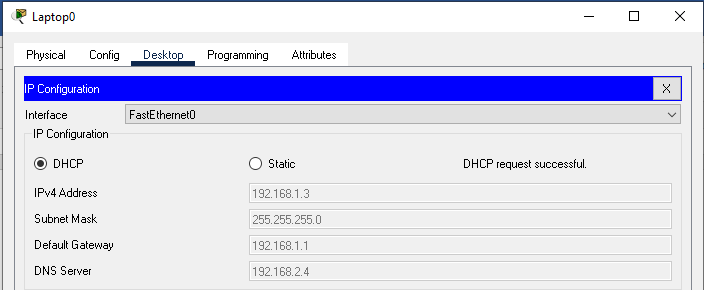 Laptop0
Physical Config Desktop Programming Attributes
IP Configuration X
Interface FastEthernet0
IP Configuration
DHCP Static DHCP request successful.
IPv4 Address 192.168.1.3
Subnet Mask 255.255.255.0
Default Gateway 192.168.1.1
DNS Server 192.168.2.4